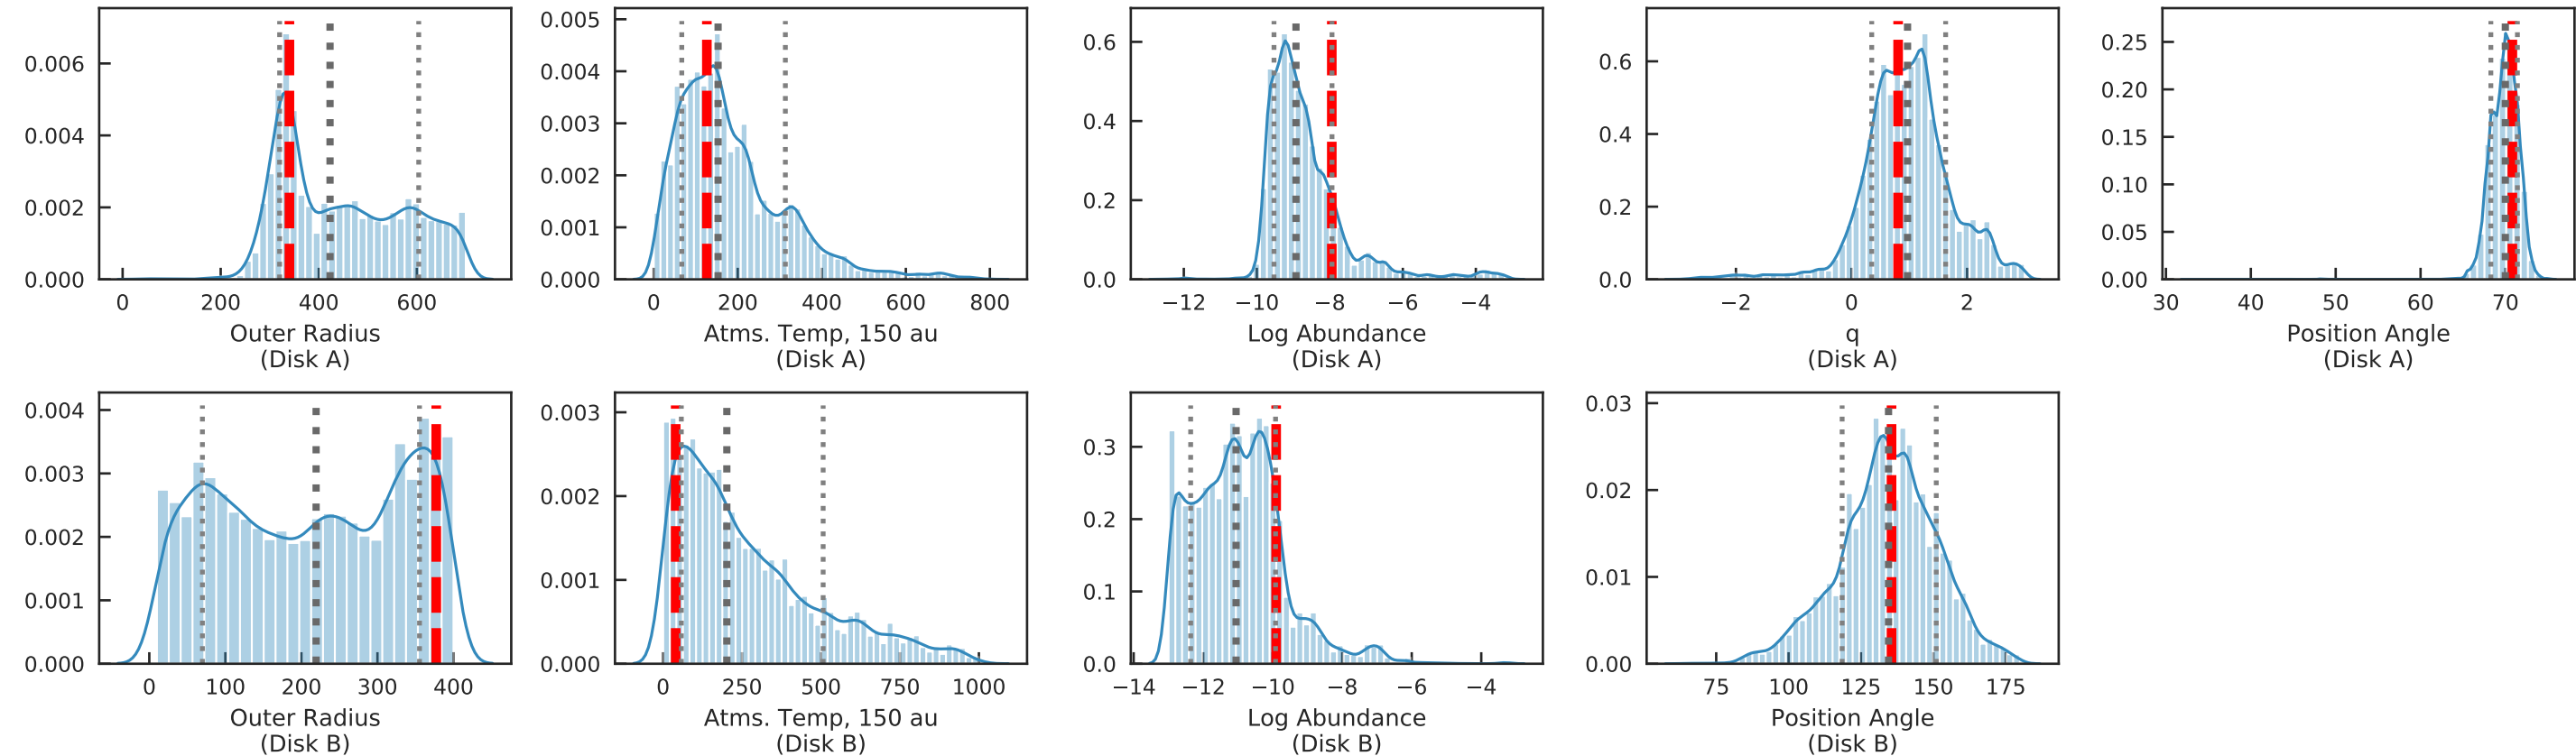 0.006
0.004
0.002
0.000
0 200 400 600
Outer Radius
(Disk A)
0.005
0.004
0.003
0.002
0.001
0.000
0 200 400 600 800
Atms. Temp, 150 au
(Disk A)
0.6
0.4
0.2
0.0
−12 −10 −8 −6 −4
Log Abundance
(Disk A)
0.6
0.4
0.2
0.0
−2 0 2
q
(Disk A)
0.25
0.20
0.15
0.10
0.05
0.00
30 40 50 60 70
Position Angle
(Disk A)
0.004
0.003
0.002
0.001
0.000
0 100 200 300 400
Outer Radius
(Disk B)
0.003
0.002
0.001
0.000
0 250 500 750 1000
Atms. Temp, 150 au
(Disk B)
0.3
0.2
0.1
0.0
−14 −12 −10 −8 −6 −4
Log Abundance
(Disk B)
0.03
0.02
0.01
0.00
75 100 125 150 175
Position Angle
(Disk B)